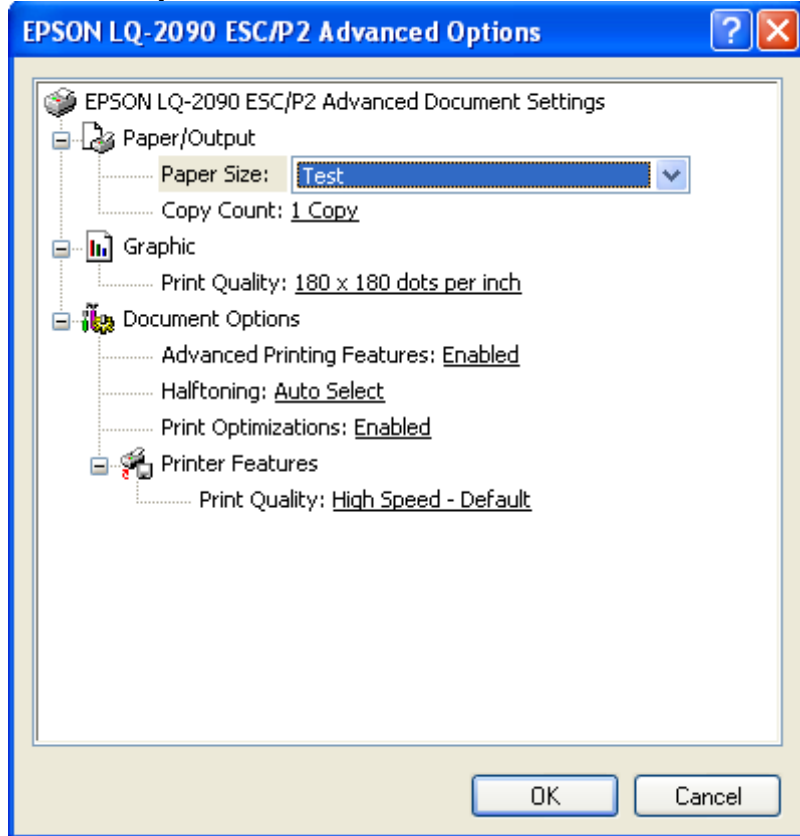 EPSON LQ-2090 ESC/P2 Advanced Options
EPSON LQ-2090 ESC/P2 Advanced Document Settings
Paper/Output
Paper Size: Test
Copy Count: 1 Copy
Graphic
Print Quality: 180 x 180 dots per inch
Document Options
Advanced Printing Features: Enabled
Halftoning: Auto Select
Print Optimizations: Enabled
Printer Features
Print Quality: High Speed - Default
OK Cancel